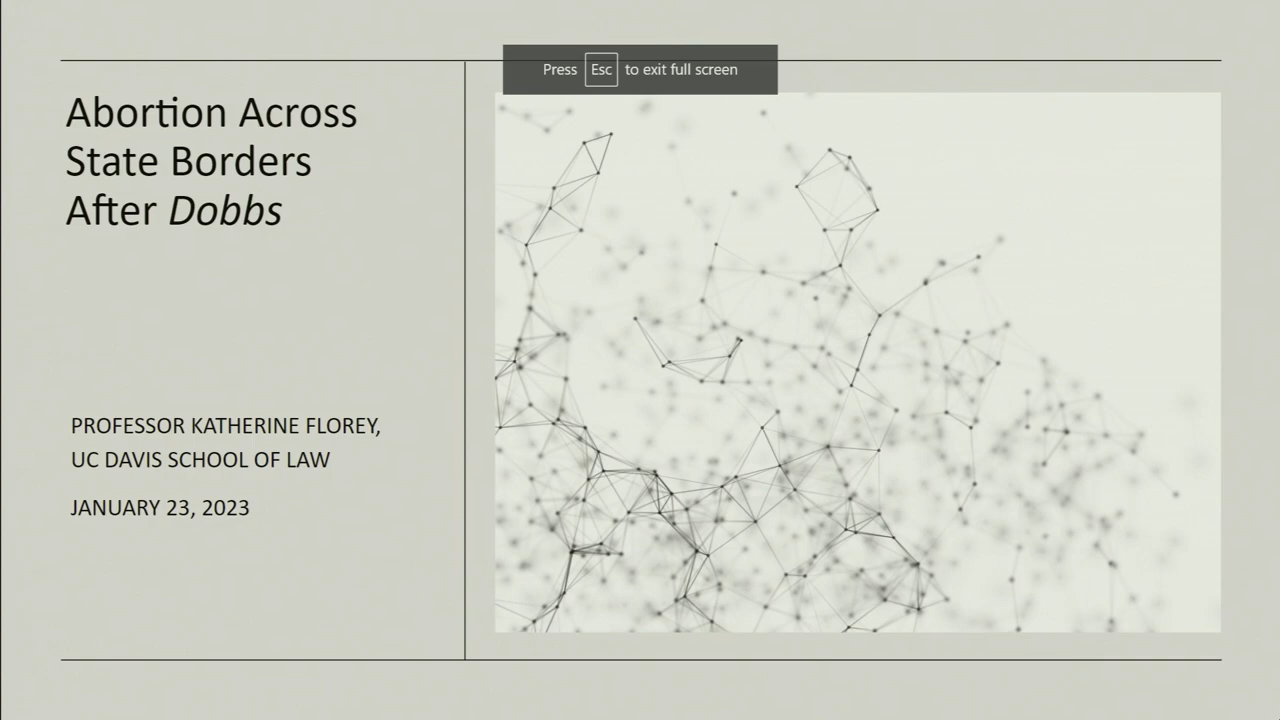 Press Esc to exit full screen
Abortion Across
State Borders
After Dobbs
PROFESSOR KATHERINE FLOREY,
UC DAVIS SCHOOL OF LAW
JANUARY 23, 2023